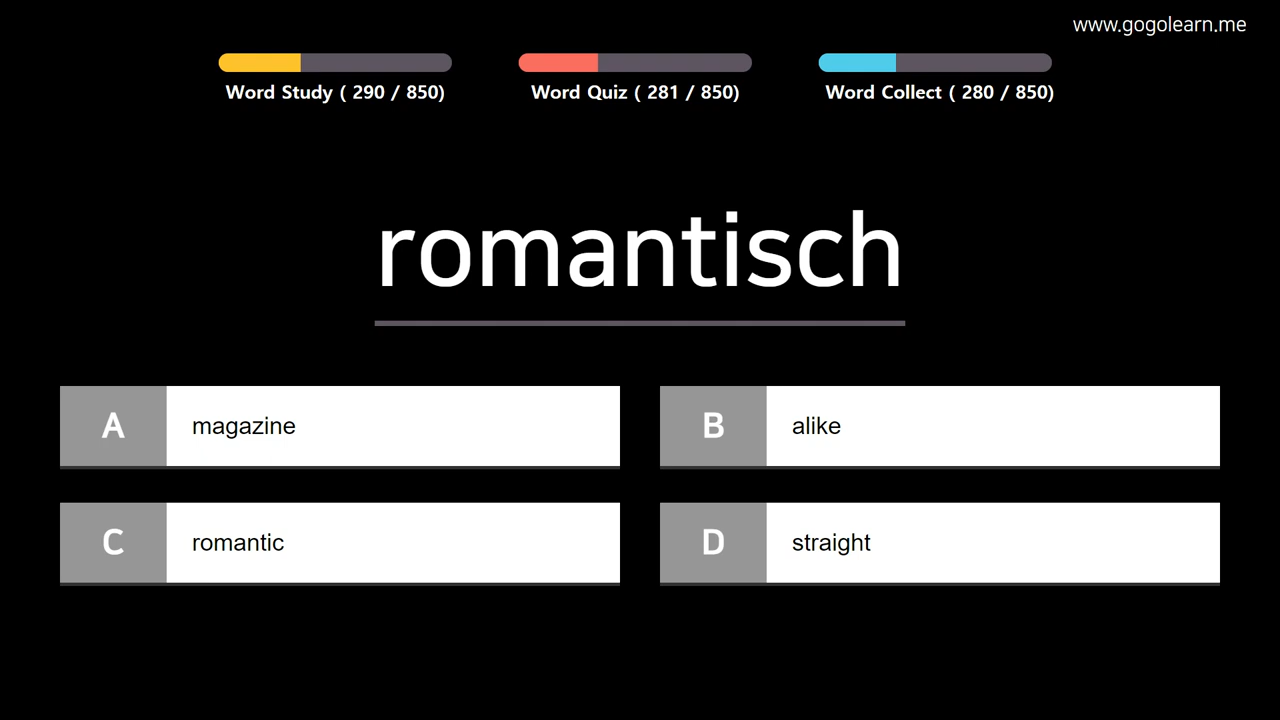 www.gogolearn.me
Word Study ( 290 / 850)
Word Quiz ( 281 / 850)
Word Collect ( 280 / 850)
romantisch
A magazine
B alike
C romantic
D straight